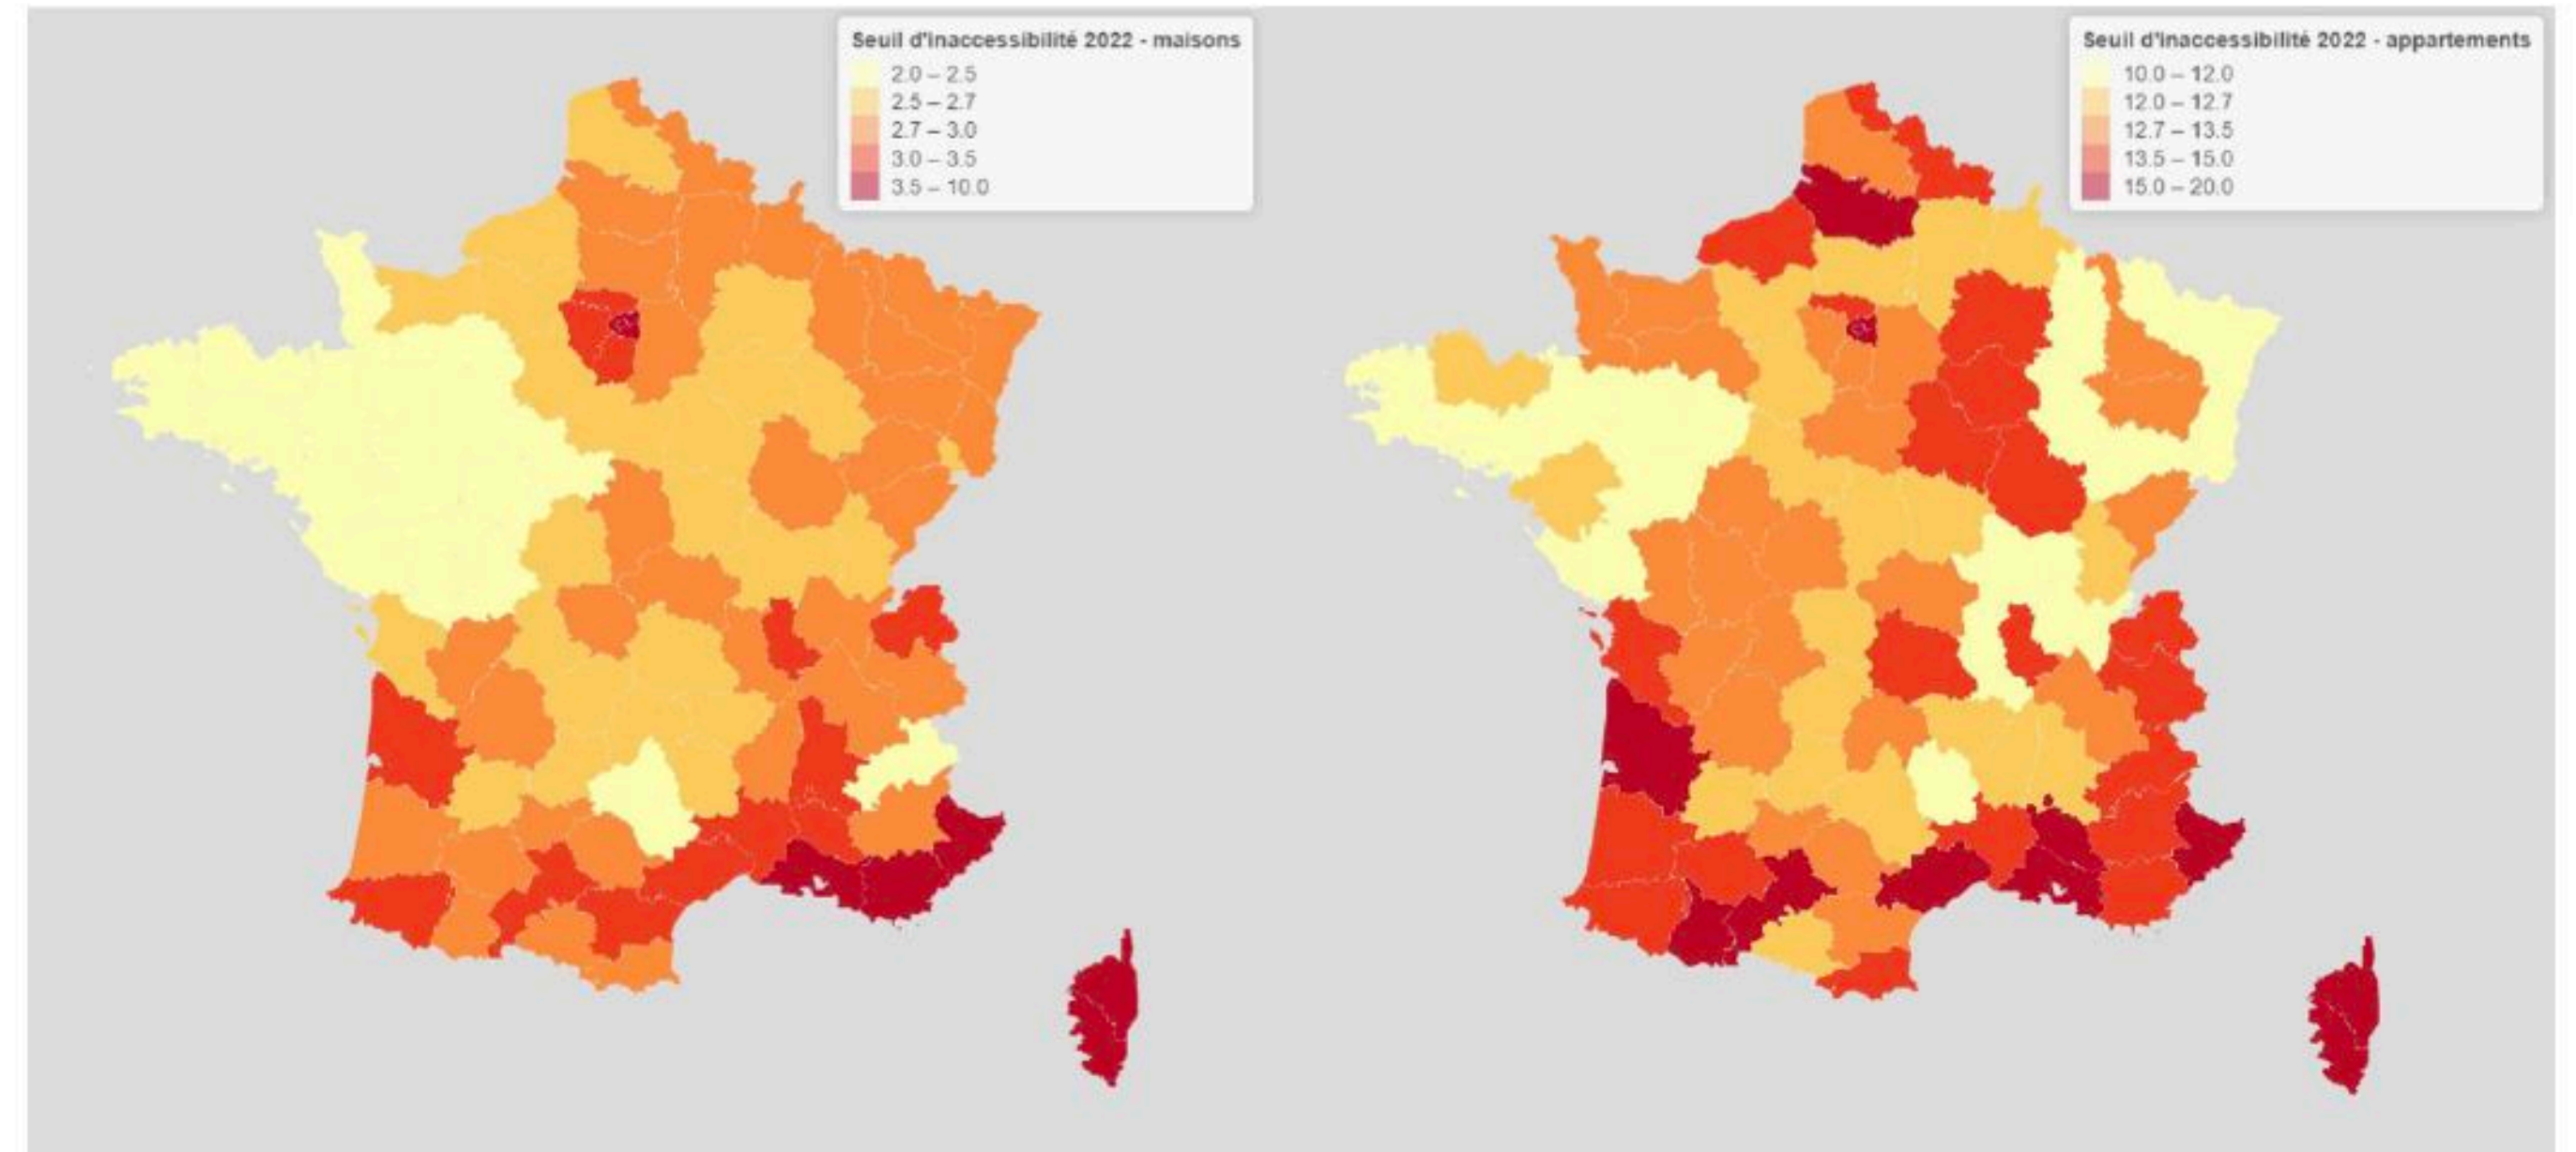 Seuil d'inaccessibilité 2022 - maisons
2.0 – 2.5
2.5 – 2.7
2.7 – 3.0
3.0 – 3.5
3.5 – 10.0
Seuil d'inaccessibilité 2022 - appartements
10.0 – 12.0
12.0 – 12.7
12.7 – 13.5
13.5 – 15.0
15.0 – 20.0